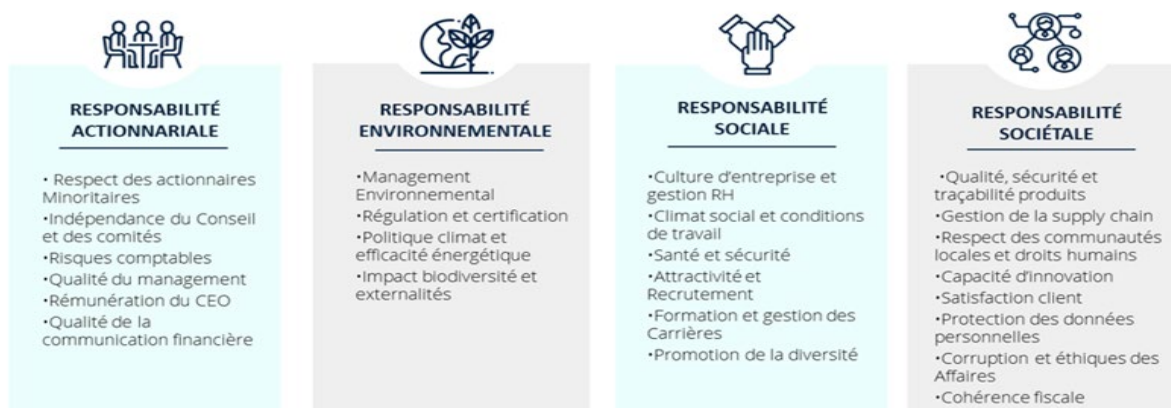 RESPONSABILITÉ
ACTIONNARIALE
• Respect des actionnaires
Minoritaires
•Indépendance du Conseil
et des comités
•Risques comptables
•Qualité du management
•Rémunération du CEO
•Qualité de la
communication financière
RESPONSABILITÉ
ENVIRONNEMENTALE
•Management
Environnemental
•Régulation et certification
•Politique climat et
efficacité énergétique
•Impact biodiversité et
externalités
RESPONSABILITÉ
SOCIALE
•Culture d'entreprise et
gestion RH
•Climat social et conditions
de travail
•Santé et sécurité
•Attractivité et
Recrutement
•Formation et gestion des
Carrières
•Promotion de la diversité
RESPONSABILITÉ
SOCIÉTALE
•Qualité, sécurité et
traçabilité produits
•Gestion de la supply chain
•Respect des communautés
locales et droits humains
•Capacité d'innovation
•Satisfaction client
•Protection des données
personnelles
•Corruption et éthiques des
Affaires
•Cohérence fiscale